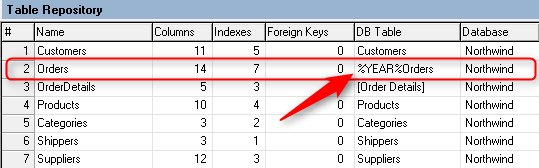 Table Repository
# Name Columns Indexes Foreign Keys DB Table Database
1 Customers 11 5 0 Customers Northwind
2 Orders 14 7 0 %YEAR%Orders Northwind
3 OrderDetails 5 3 0 [Order Details] Northwind
4 Products 10 4 0 Products Northwind
5 Categories 3 2 0 Categories Northwind
6 Shippers 3 1 0 Shippers Northwind
7 Suppliers 12 3 0 Suppliers Northwind